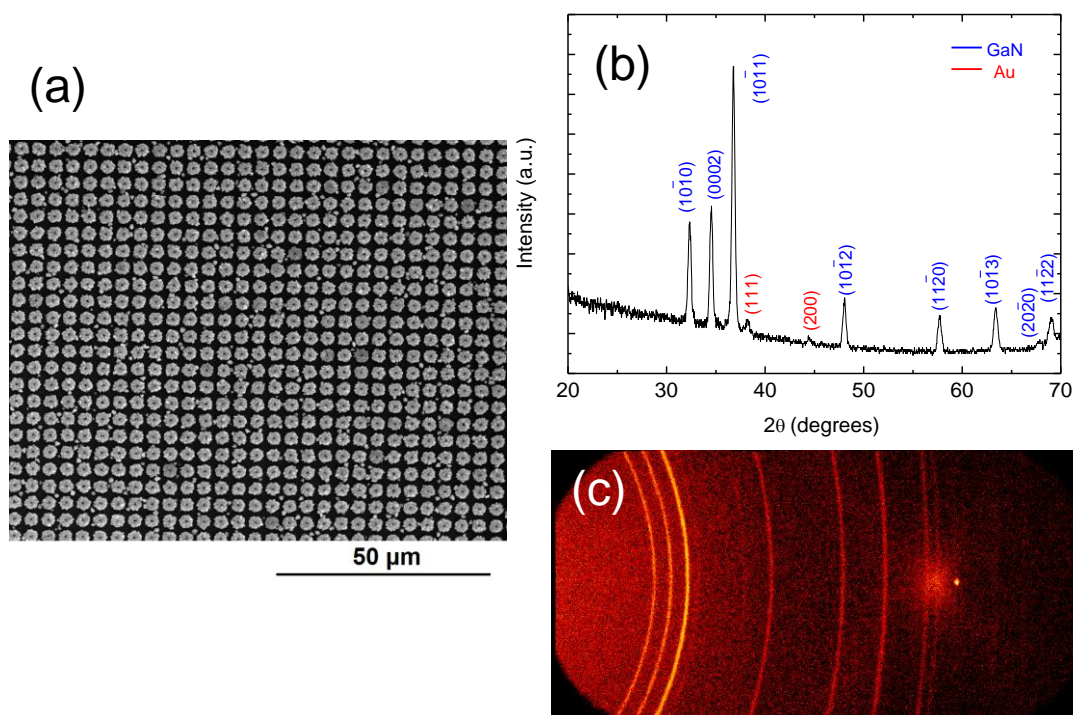 (a)
50 µm
(b)
GaN
Au
Intensity (a.u.)
(101̄0)
(0002)
(101̄1)
(111)
(200)
(101̄2)
(112̄0)
(101̄3)
(202̄0)
(112̄2)
20 30 40 50 60 70
2θ (degrees)
(c)